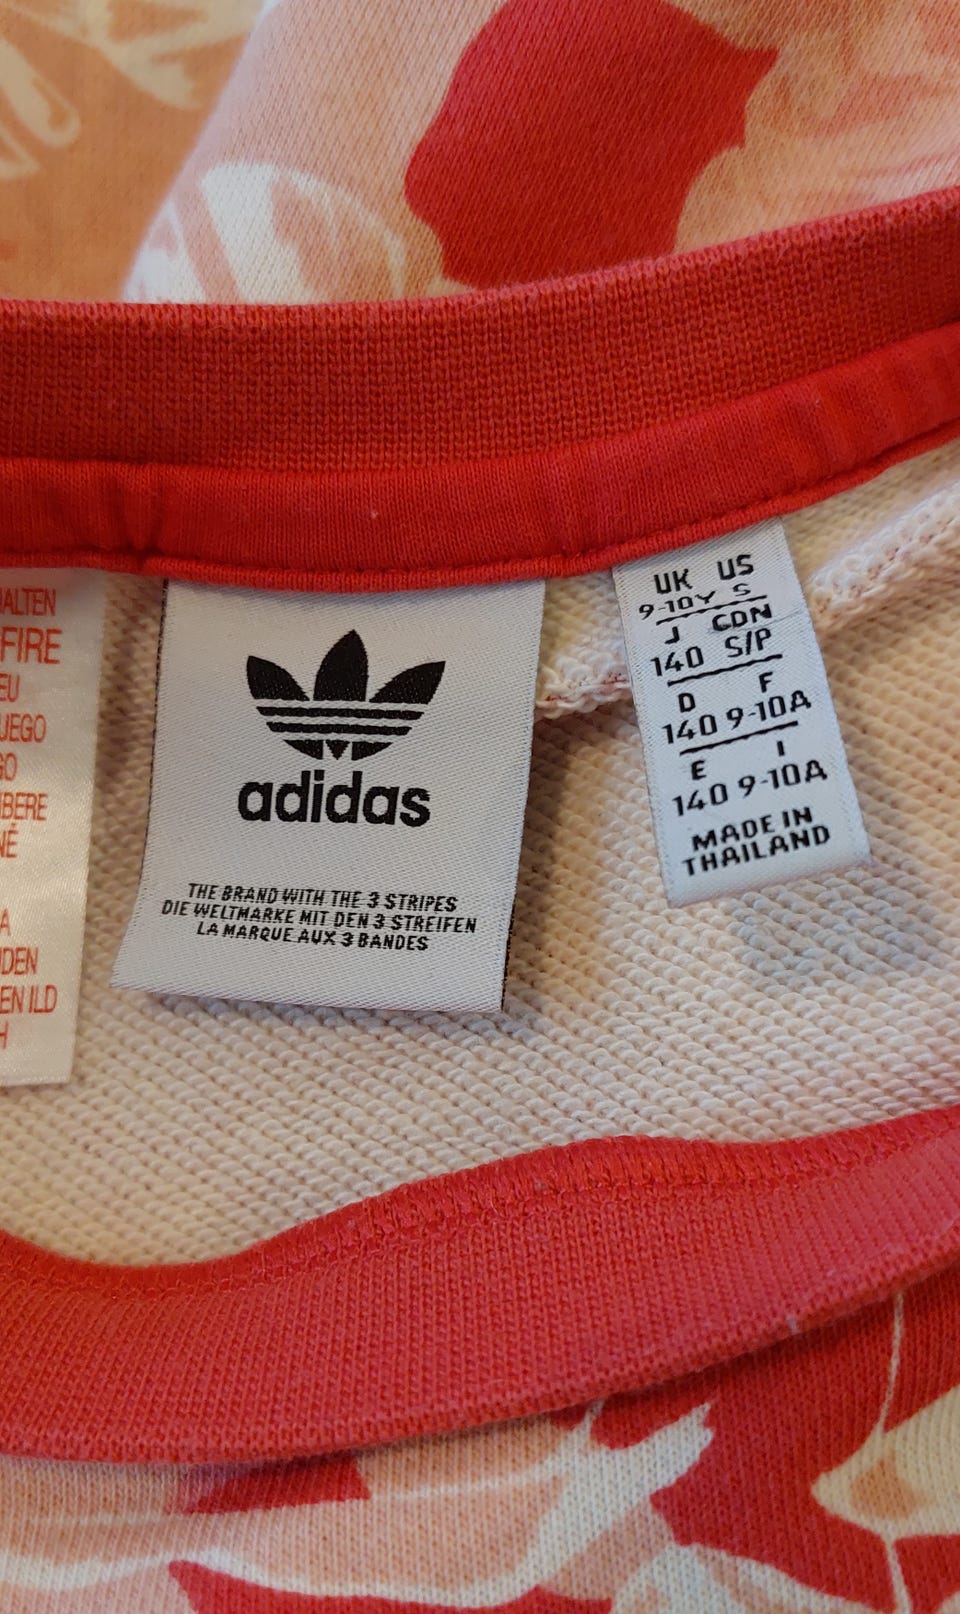 FIRE
EU
adidas
THE BRAND WITH THE 3 STRIPES
DIE WELTMARKE MIT DEN 3 STREIFEN
LA MARQUE AUX 3 BANDES
UK US
9-10Y S
J CDN
140 S/P
D F
140 9-10A
E I
140 9-10A
MADE IN
THAILAND